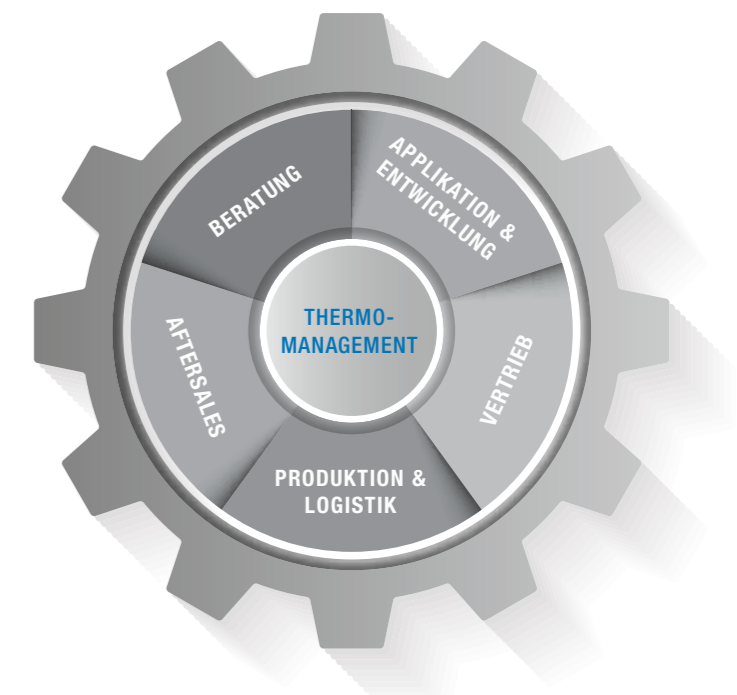 BERATUNG
APPLIKATION &
ENTWICKLUNG
THERMO-
MANAGEMENT
AFTERSALES
VERTRIEB
PRODUKTION &
LOGISTIK